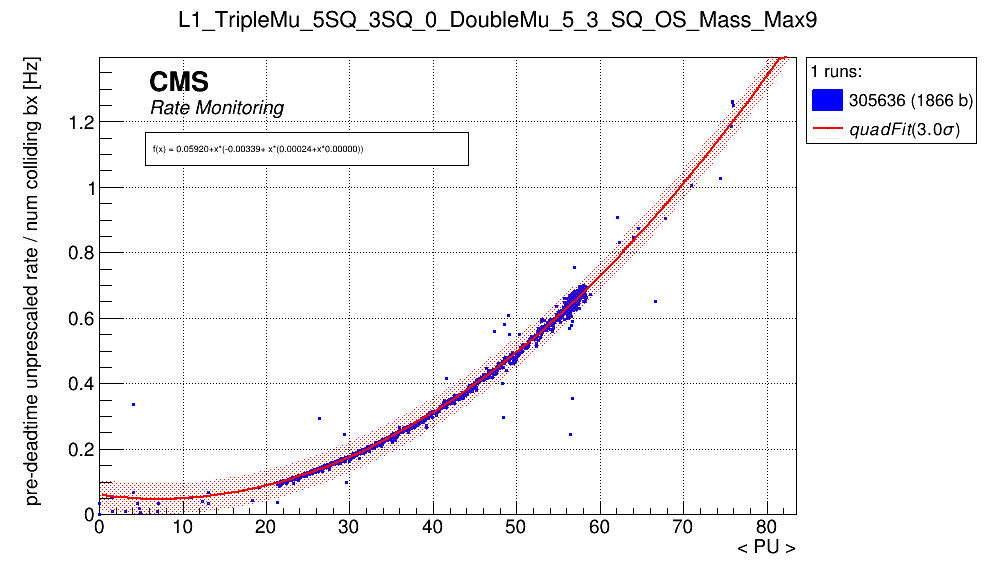 L1_TripleMu_5SQ_3SQ_0_DoubleMu_5_3_SQ_OS_Mass_Max9
pre-deadtime unprescaled rate / num colliding bx [Hz]
CMS
Rate Monitoring
f(x) = 0.05920+x*(-0.00339+ x*(0.00024+x*0.00000))
1 runs:
305636 (1866 b)
quadFit(3.0σ)
1.2
1
0.8
0.6
0.4
0.2
0
0 10 20 30 40 50 60 70 80
< PU >